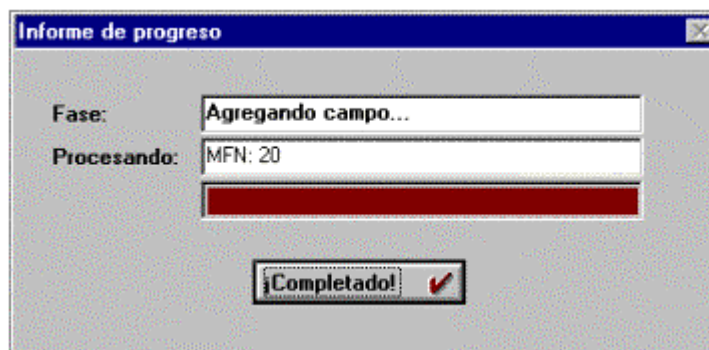 Informe de progreso
Fase: Agregando campo...
Procesando: MFN: 20
¡Completado!